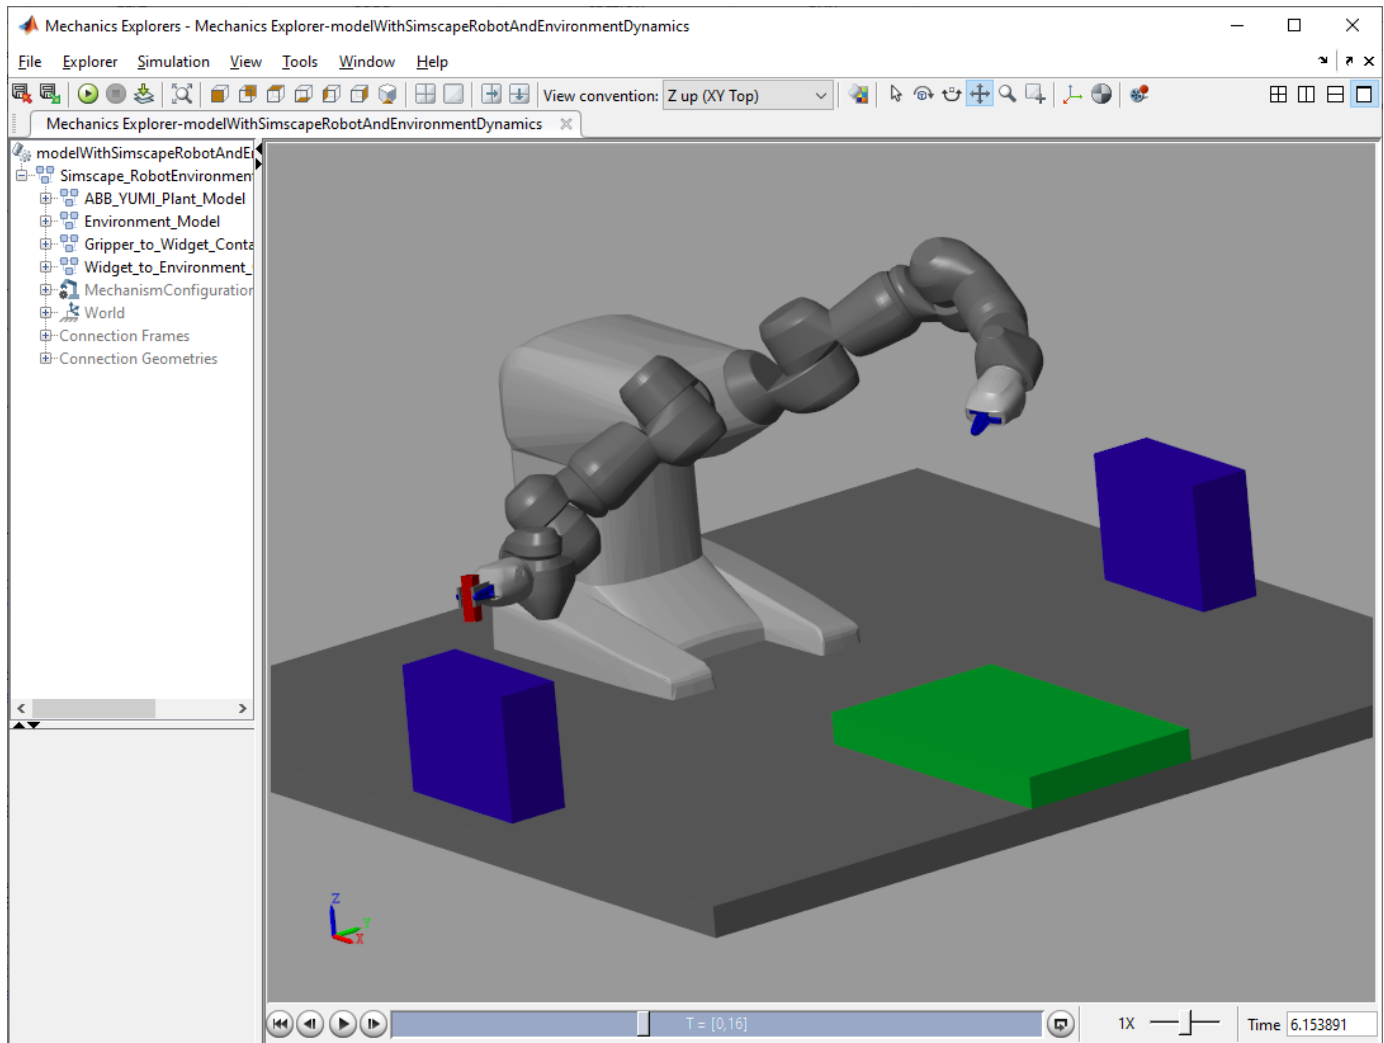 Mechanics Explorers - Mechanics Explorer-modelWithSimscapeRobotAndEnvironmentDynamics
File Explorer Simulation View Tools Window Help
View convention: Z up (XY Top)
Mechanics Explorer-modelWithSimscapeRobotAndEnvironmentDynamics
modelWithSimscapeRobotAndE
Simscape_RobotEnvironmen
ABB_YUMI_Plant_Model
Environment_Model
Gripper_to_Widget_Conta
Widget_to_Environment_
MechanismConfiguration
World
Connection Frames
Connection Geometries
Z
Y
X
T = [0,16]
1X
Time 6.153891